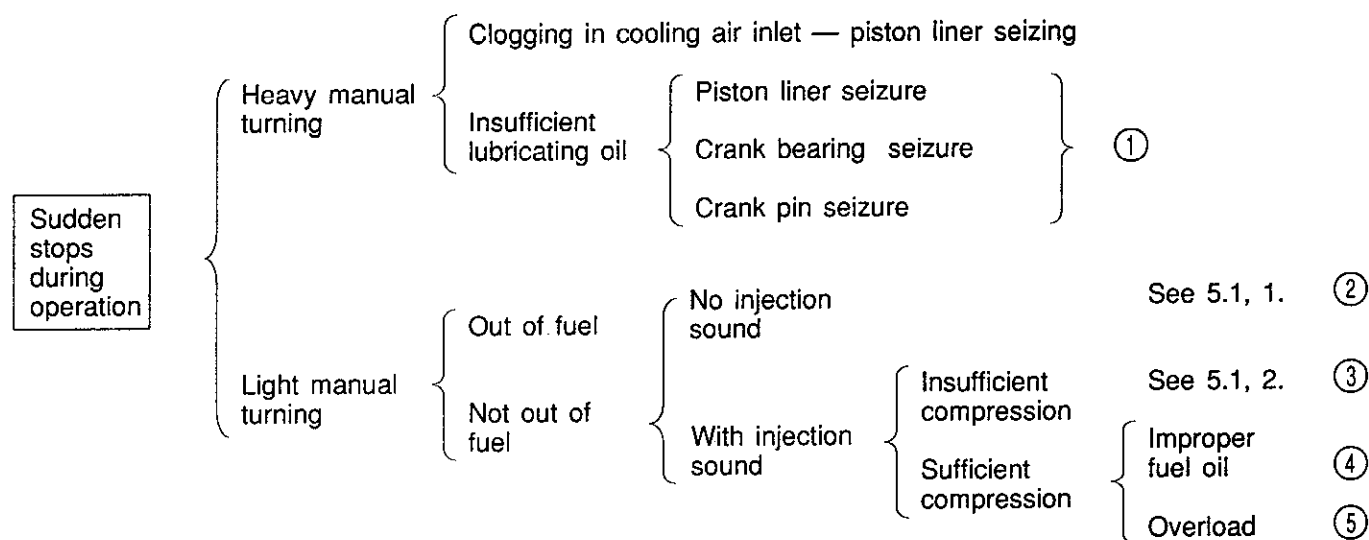 Sudden
stops
during
operation
Heavy manual
turning
Clogging in cooling air inlet — piston liner seizing
Insufficient
lubricating oil
Piston liner seizure
Crank bearing seizure
Crank pin seizure
①
Light manual
turning
Out of fuel
Not out of
fuel
No injection
sound
See 5.1, 1. ②
With injection
sound
Insufficient
compression
See 5.1, 2. ③
Sufficient
compression
Improper
fuel oil ④
Overload ⑤